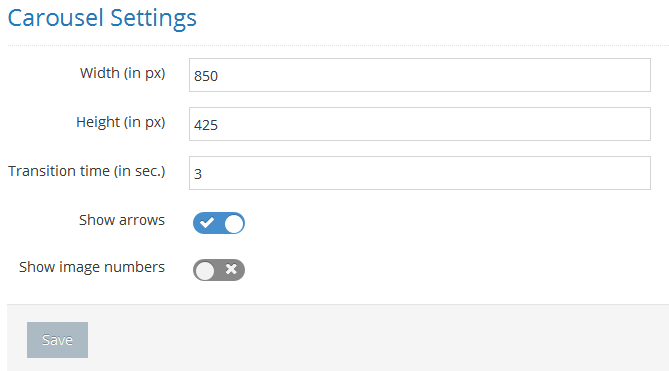 Carousel Settings
Width (in px) 850
Height (in px) 425
Transition time (in sec.) 3
Show arrows
Show image numbers
Save